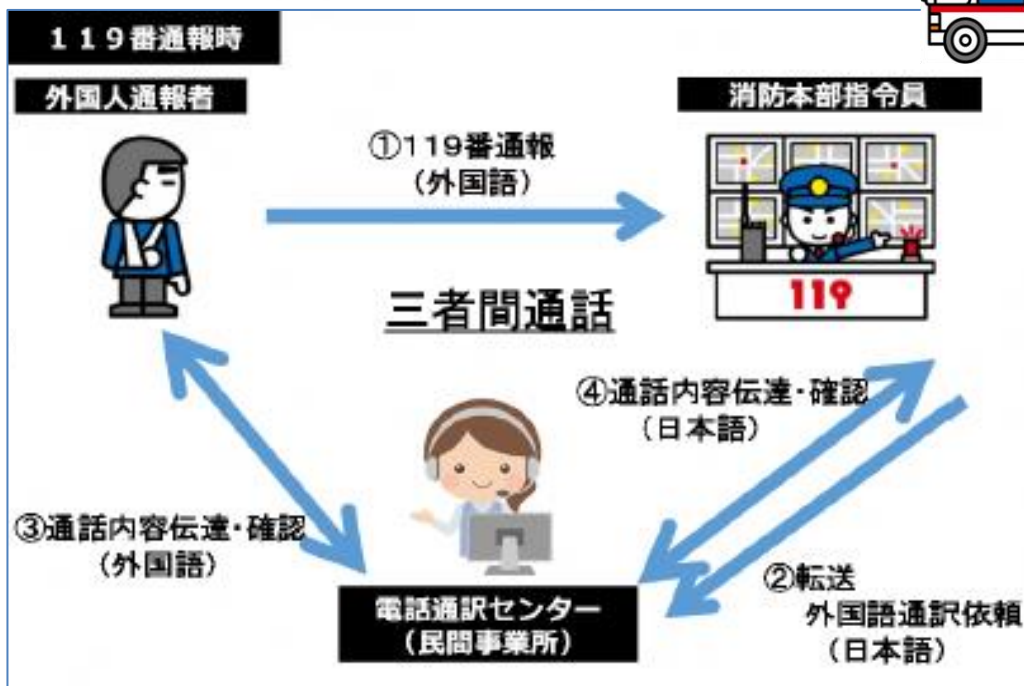 119番通報時
外国人通報者
消防本部指令員
①119番通報
(外国語)
119
三者間通話
④通話内容伝達・確認
(日本語)
③通話内容伝達・確認
(外国語)
②転送
外国語通訳依頼
(日本語)
電話通訳センター
(民間事業所)